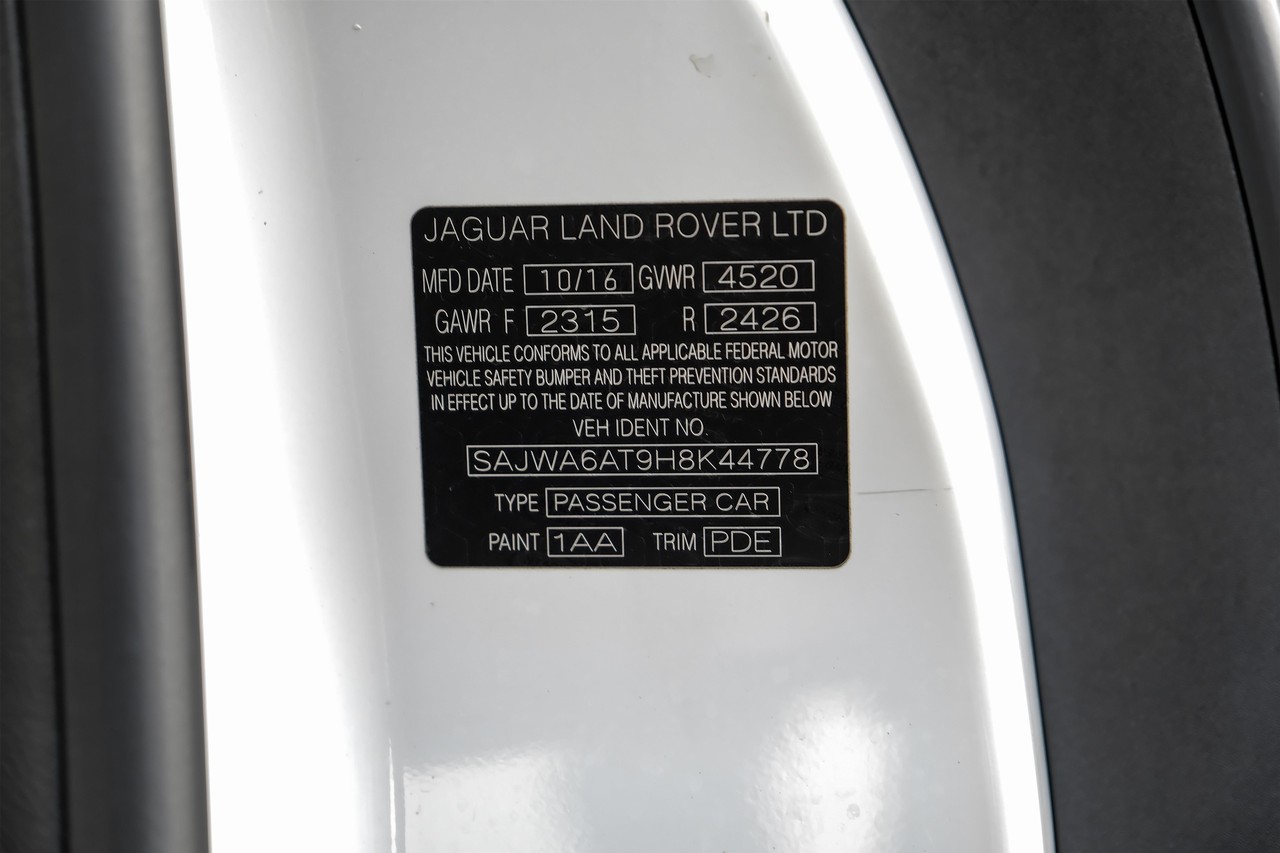 JAGUAR LAND ROVER LTD
MFD DATE 10/16 GVWR 4520
GAWR F 2315 R 2426
THIS VEHICLE CONFORMS TO ALL APPLICABLE FEDERAL MOTOR
VEHICLE SAFETY BUMPER AND THEFT PREVENTION STANDARDS
IN EFFECT UP TO THE DATE OF MANUFACTURE SHOWN BELOW
VEH IDENT NO.
SAJWA6AT9H8K44778
TYPE PASSENGER CAR
PAINT 1AA TRIM PDE